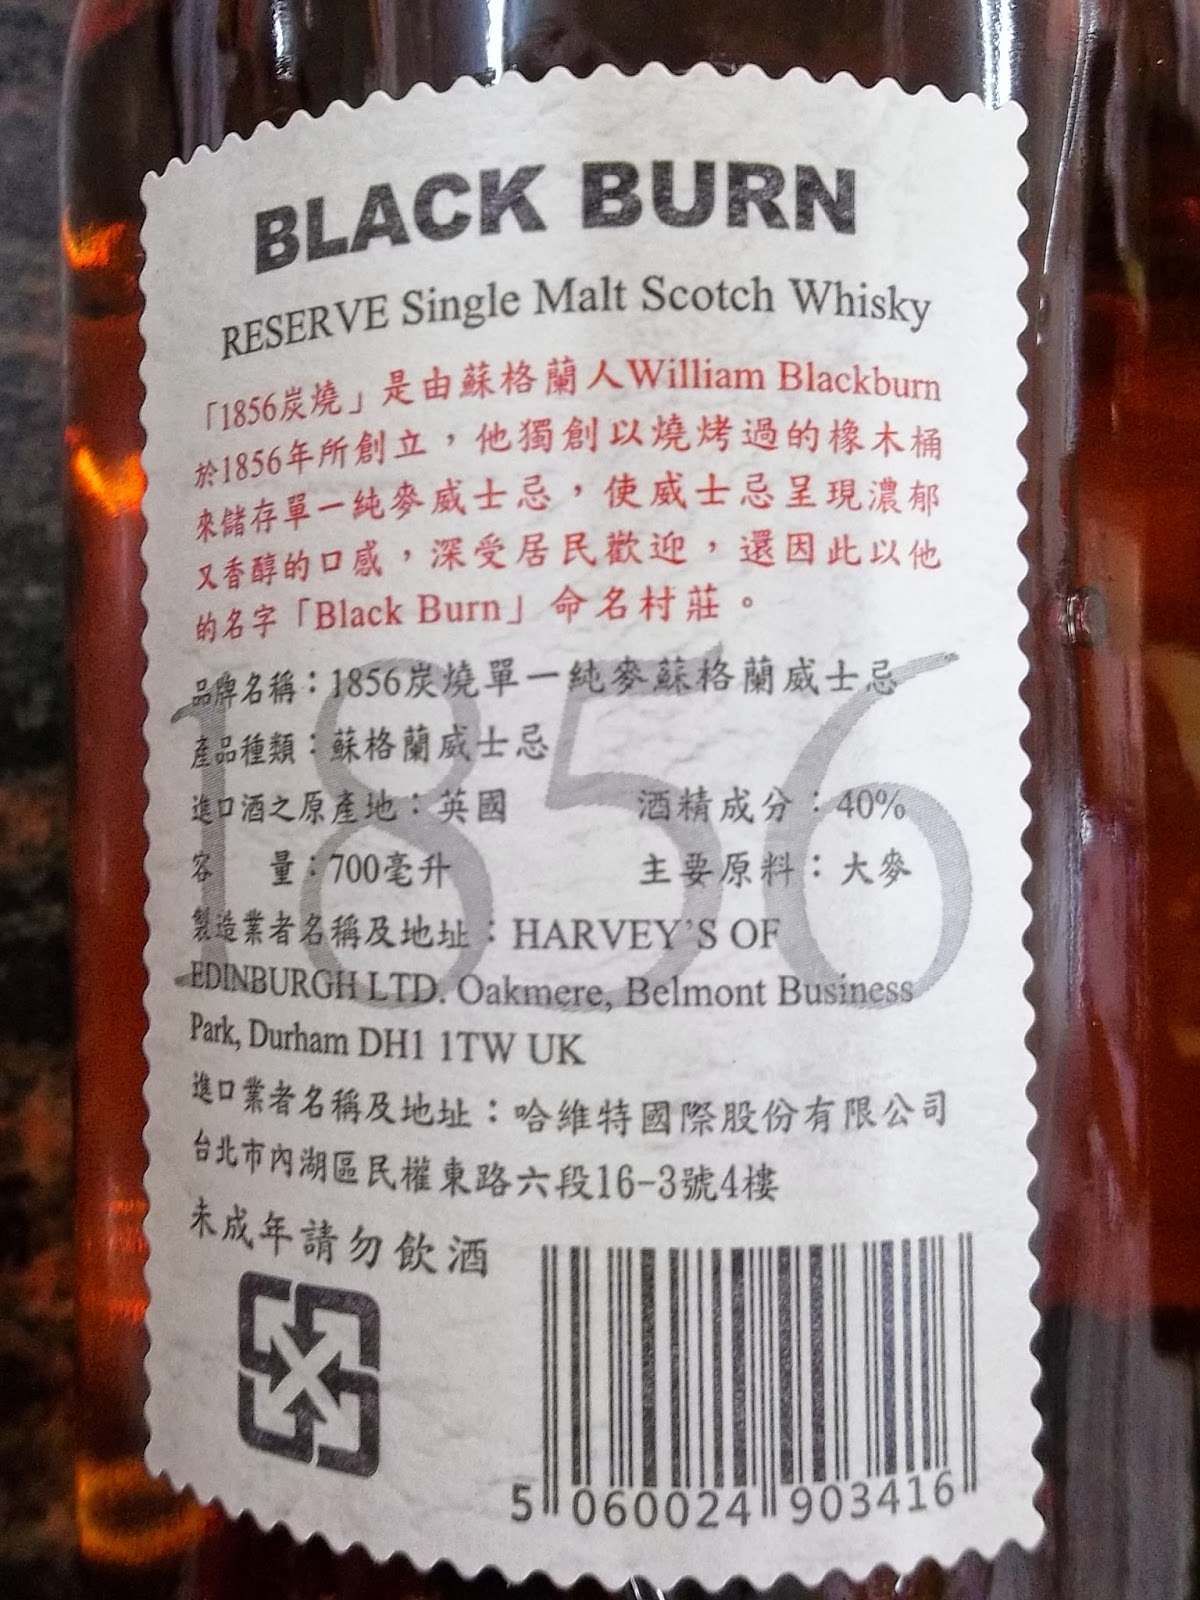 BLACK BURN
RESERVE Single Malt Scotch Whisky
「1856炭燒」是由蘇格蘭人William Blackburn
於1856年所創立，他獨創以燒烤過的橡木桶
來儲存單一純麥威士忌，使威士忌呈現濃郁
又香醇的口感，深受居民歡迎，還因此以他
的名字「Black Burn」命名村莊。
1856
品牌名稱：1856炭燒單一純麥蘇格蘭威士忌
產品種類：蘇格蘭威士忌
進口酒之原產地：英國 酒精成分：40%
容 量：700毫升 主要原料：大麥
製造業者名稱及地址：HARVEY'S OF
EDINBURGH LTD. Oakmere, Belmont Business
Park, Durham DH1 1TW UK
進口業者名稱及地址：哈維特國際股份有限公司
台北市內湖區民權東路六段16-3號4樓
未成年請勿飲酒
5 060024 903416